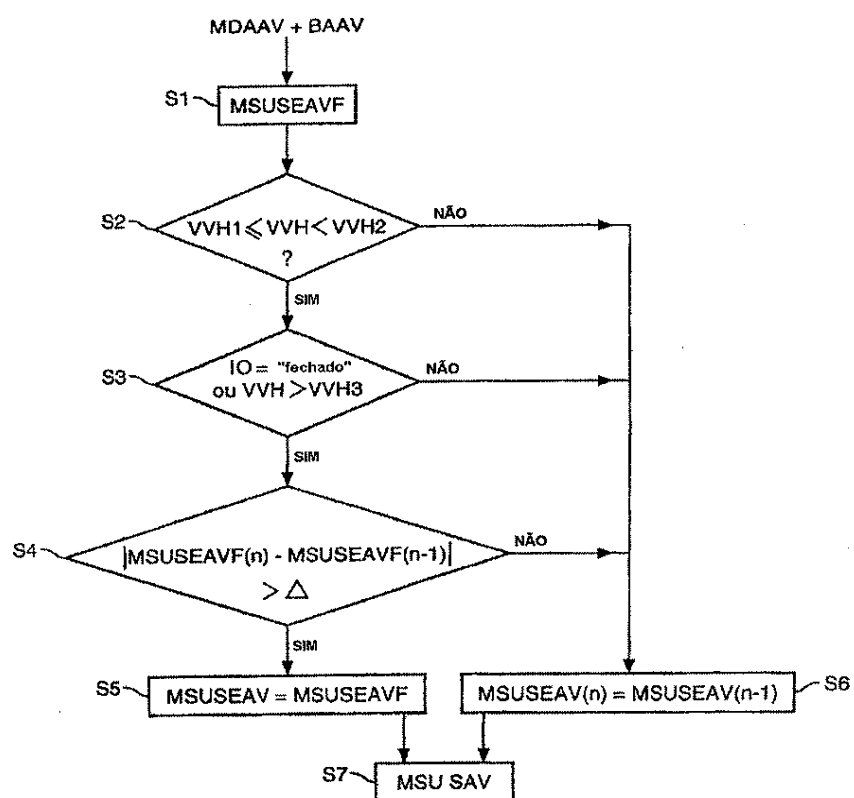 MDAAV + BAAV
S1
MSUSEAVF
S2
VVH1 ⩽ VVH < VVH2
?
NÃO
SIM
S3
IO = "fechado"
ou VVH > VVH3
NÃO
SIM
S4
|MSUSEAVF(n) - MSUSEAVF(n-1)|
> △
NÃO
SIM
S5
MSUSEAV = MSUSEAVF
MSUSEAV(n) = MSUSEAV(n-1)
S6
S7
MSU SAV